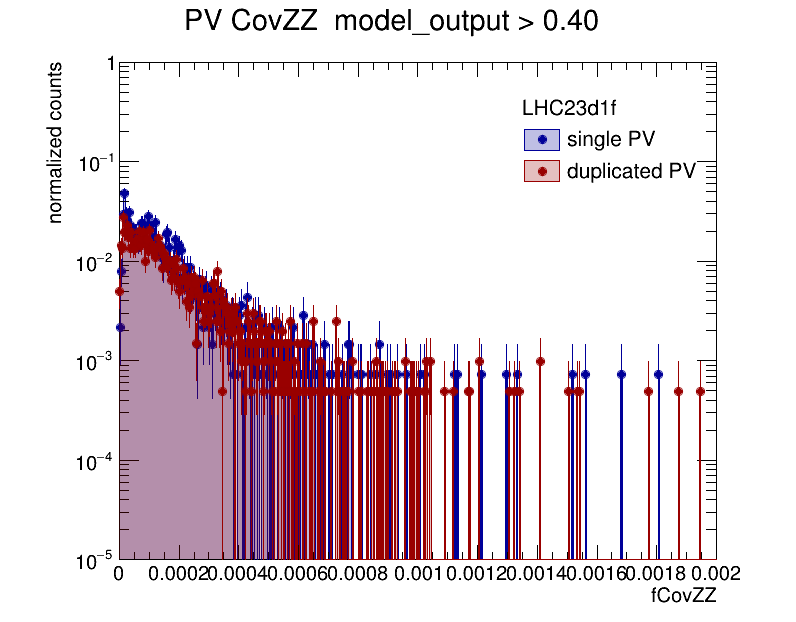 PV CovZZ model_output > 0.40
normalized counts
1
10⁻¹
10⁻²
10⁻³
10⁻⁴
10⁻⁵
LHC23d1f
single PV
duplicated PV
0 0.0002 0.0004 0.0006 0.0008 0.001 0.0012 0.0014 0.0016 0.0018 0.002
fCovZZ